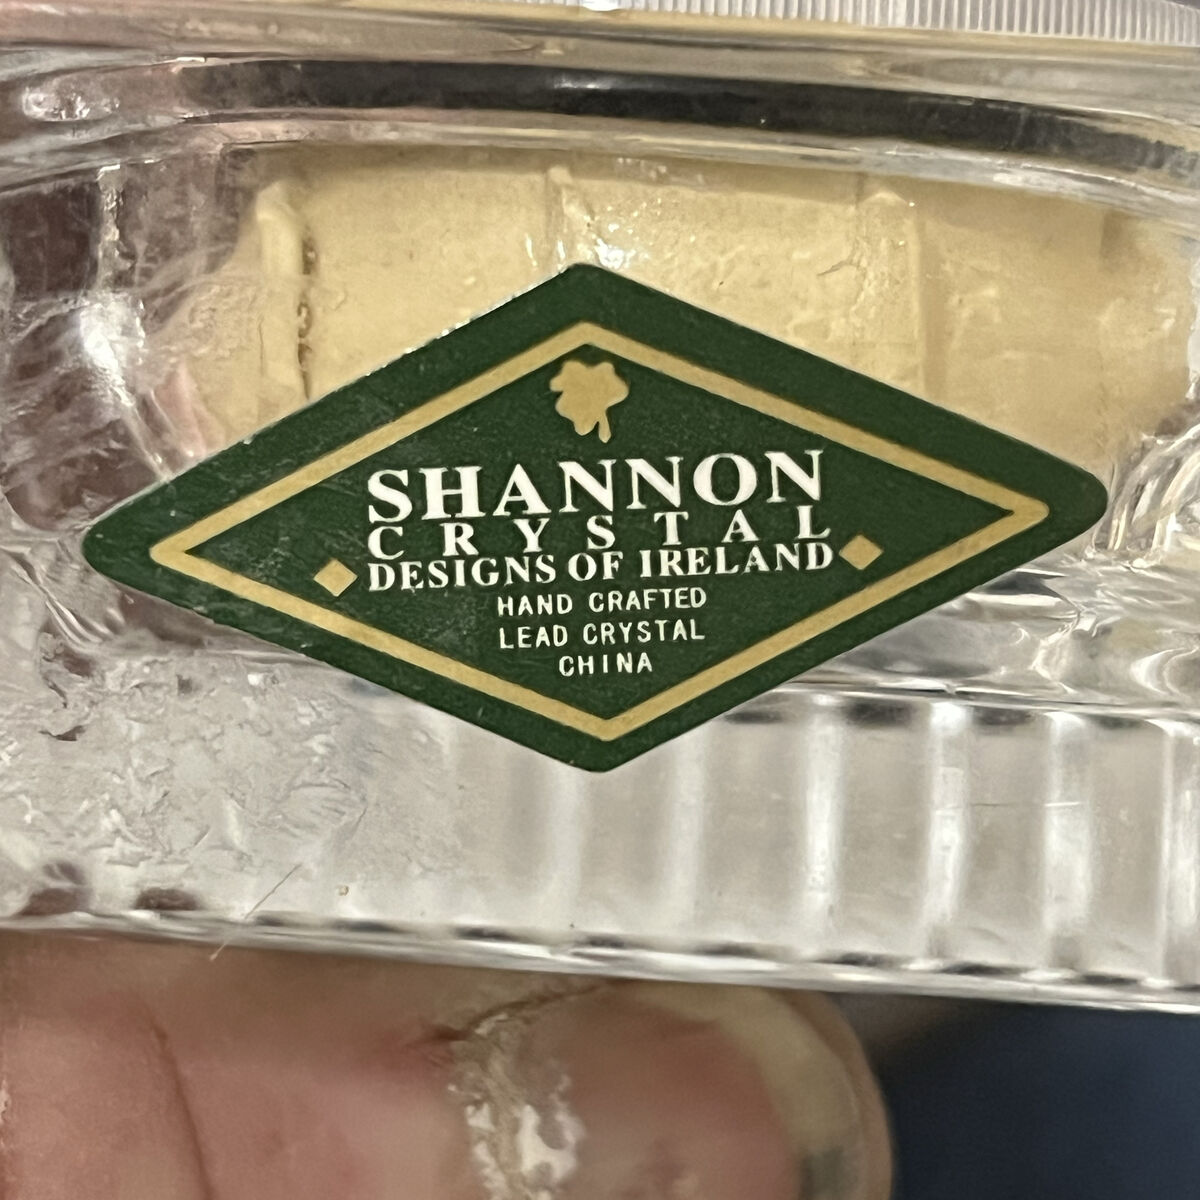 SHANNON
CRYSTAL
DESIGNS OF IRELAND
HAND CRAFTED
LEAD CRYSTAL
CHINA